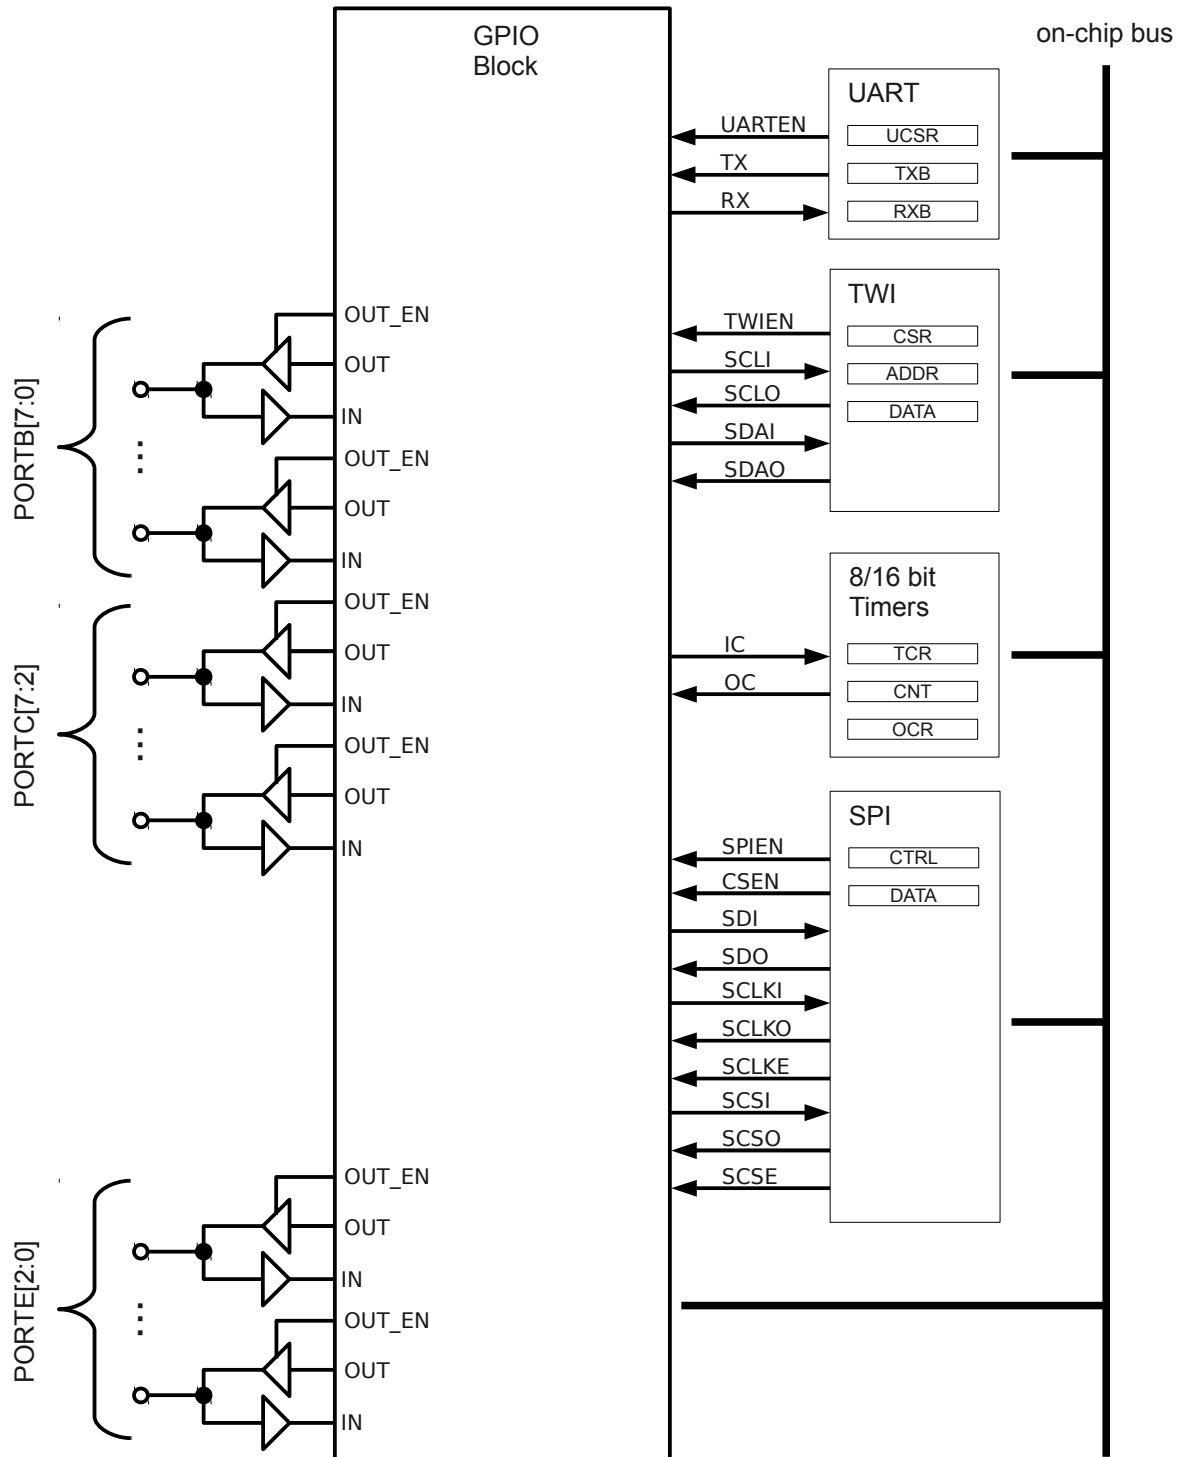 GPIO
Block
on-chip bus
UART
UCSR
TXB
RXB
UARTEN
TX
RX
TWI
CSR
ADDR
DATA
TWIEN
SCLI
SCLO
SDAI
SDAO
8/16 bit
Timers
TCR
CNT
OCR
IC
OC
SPI
CTRL
DATA
SPIEN
CSEN
SDI
SDO
SCLKI
SCLKO
SCLKE
SCSI
SCSO
SCSE
PORTB[7:0]
OUT_EN
OUT
IN
OUT_EN
OUT
IN
PORTC[7:2]
OUT_EN
OUT
IN
OUT_EN
OUT
IN
PORTE[2:0]
OUT_EN
OUT
IN
OUT_EN
OUT
IN